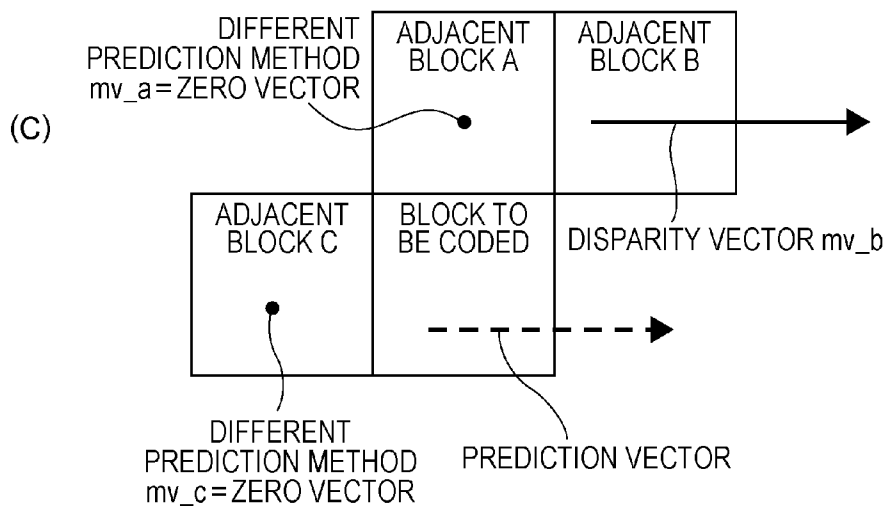 DIFFERENT
PREDICTION METHOD
mv_a=ZERO VECTOR
ADJACENT
BLOCK A
ADJACENT
BLOCK B
(C)
ADJACENT
BLOCK C
BLOCK TO
BE CODED
DISPARITY VECTOR mv_b
DIFFERENT
PREDICTION METHOD
mv_c=ZERO VECTOR
PREDICTION VECTOR